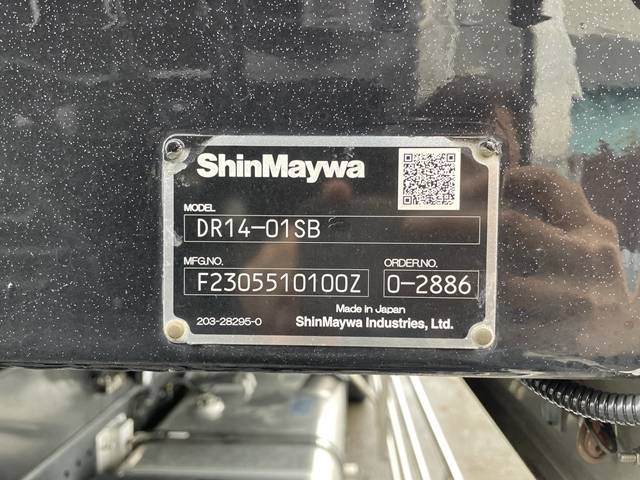 ShinMaywa
MODEL
DR14-01SB
MFG.NO. ORDER.NO.
F2305510100Z 0-2886
Made in Japan
203-28295-0 ShinMaywa Industries, Ltd.